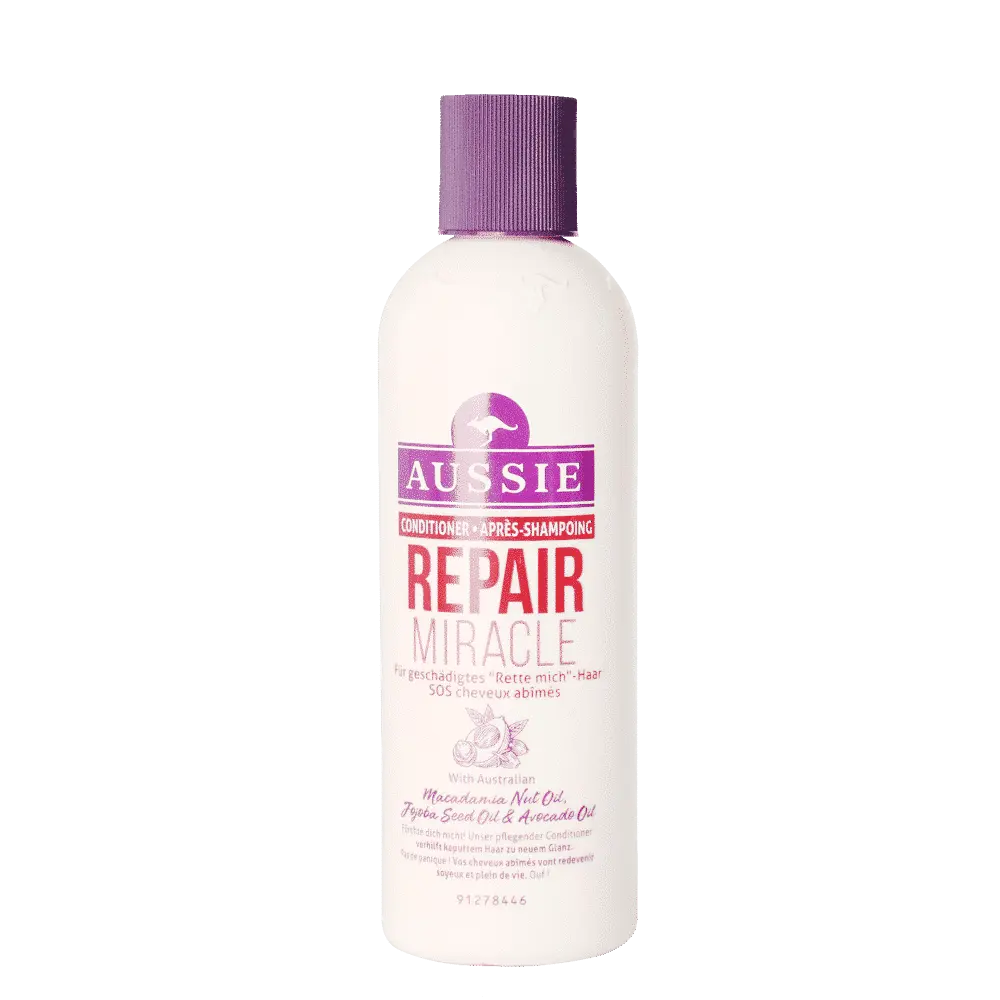 AUSSIE
CONDITIONER • APRÈS-SHAMPOING
REPAIR
MIRACLE
Für geschädigtes "Rette mich"-Haar
SOS cheveux abîmés
With Australian
Macadamia Nut Oil,
Jojoba Seed Oil & Avocado Oil
Fürchte dich nicht! Unser pflegender Conditioner
verhilft kaputtem Haar zu neuem Glanz.
Pas de panique ! Vos cheveux abîmés vont redevenir
soyeux et plein de vie. Ouf !
91278446